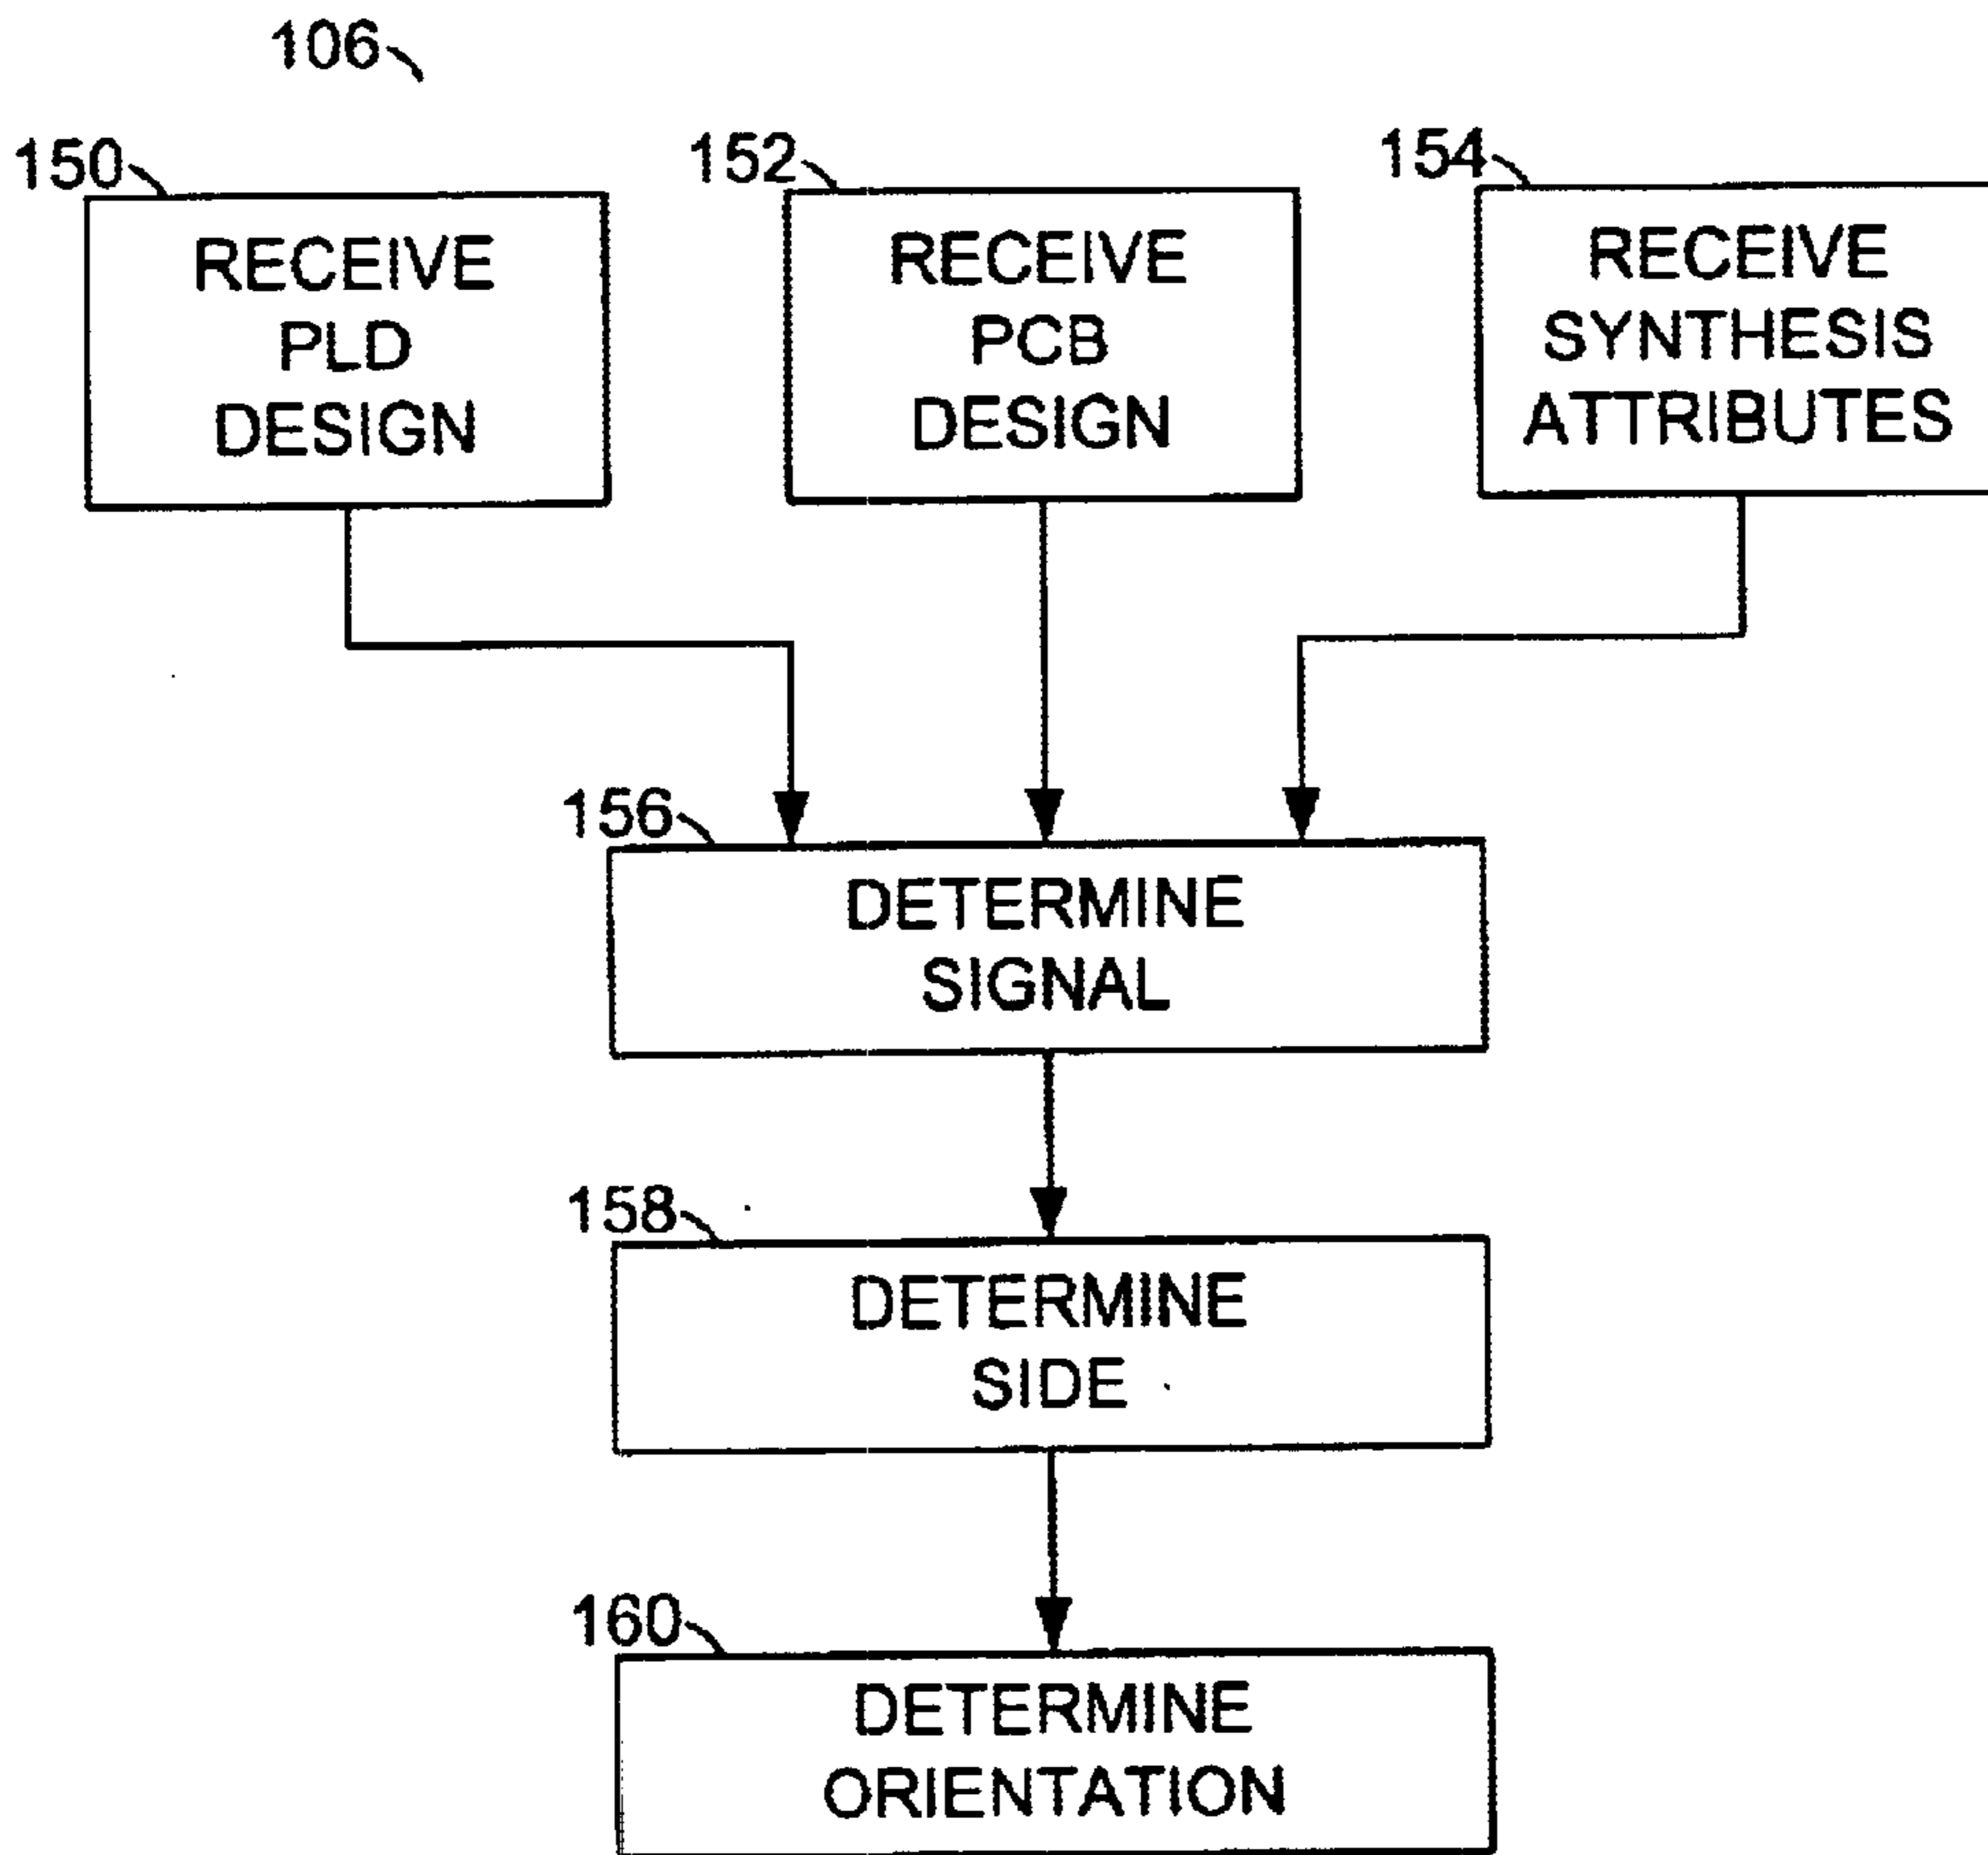 106
150
RECEIVE
PLD
DESIGN
152
RECEIVE
PCB
DESIGN
154
RECEIVE
SYNTHESIS
ATTRIBUTES
156
DETERMINE
SIGNAL
158
DETERMINE
SIDE
160
DETERMINE
ORIENTATION